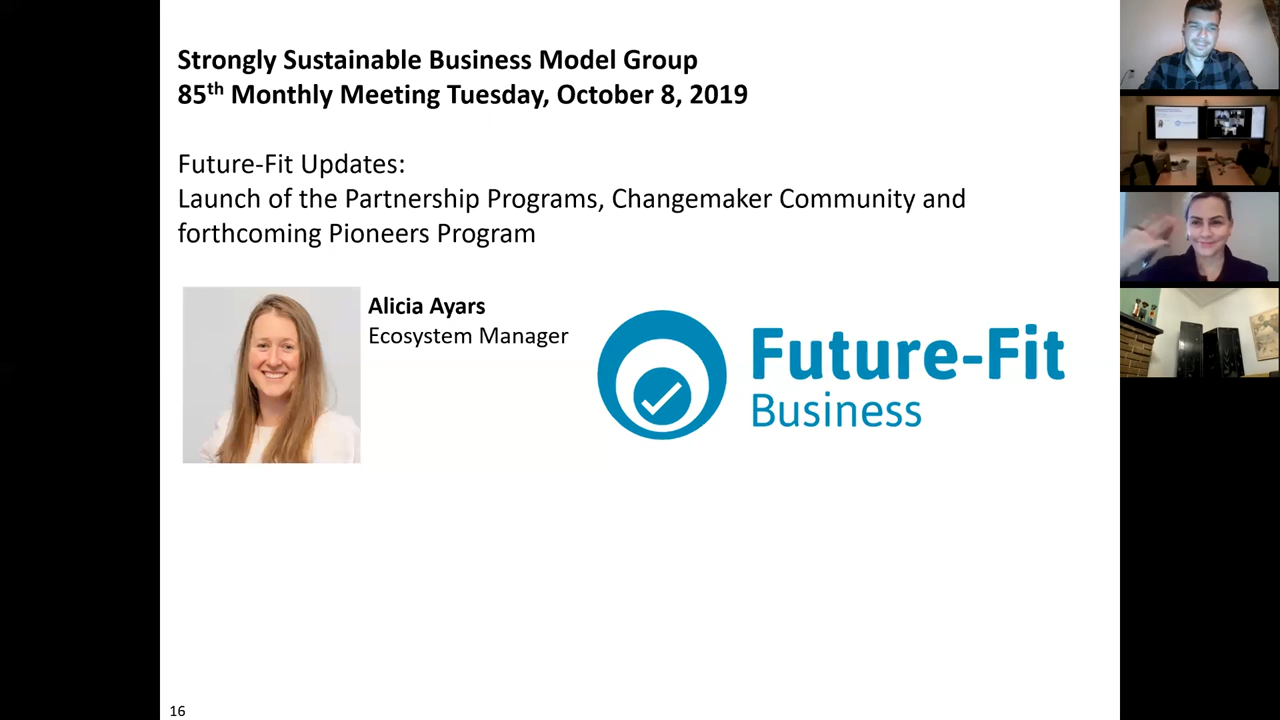 Strongly Sustainable Business Model Group
85th Monthly Meeting Tuesday, October 8, 2019
Future-Fit Updates:
Launch of the Partnership Programs, Changemaker Community and
forthcoming Pioneers Program
Alicia Ayars
Ecosystem Manager
Future-Fit
Business
16